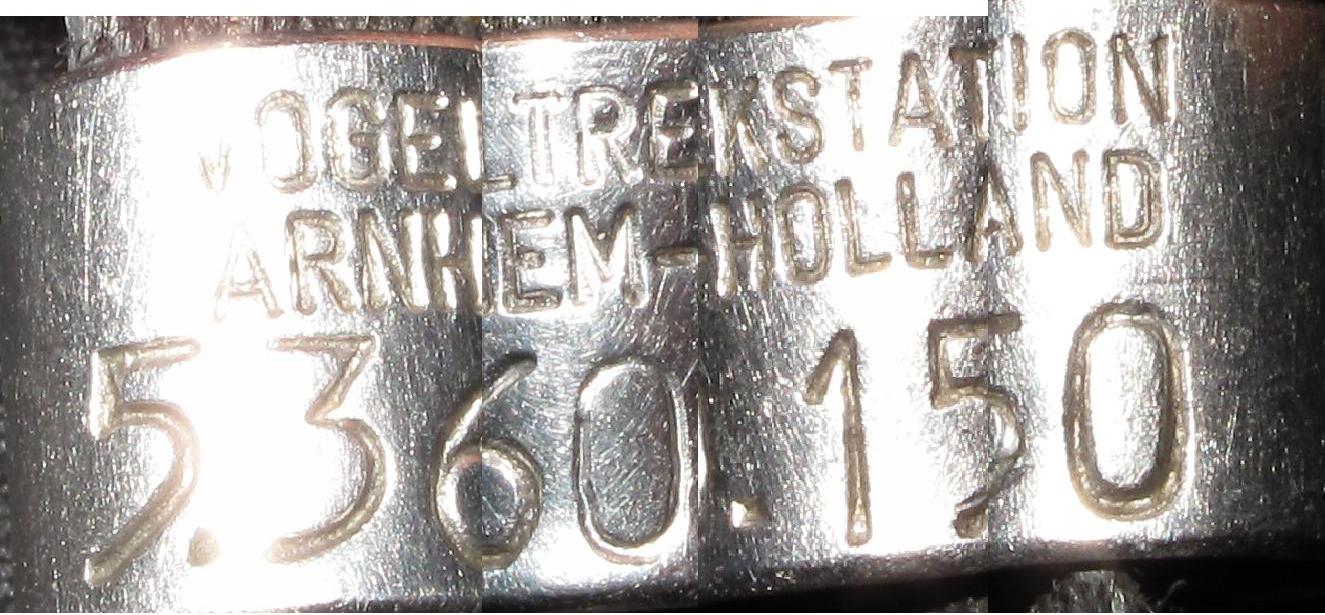 VOGELTREKSTATION
ARNHEM-HOLLAND
5.360.150